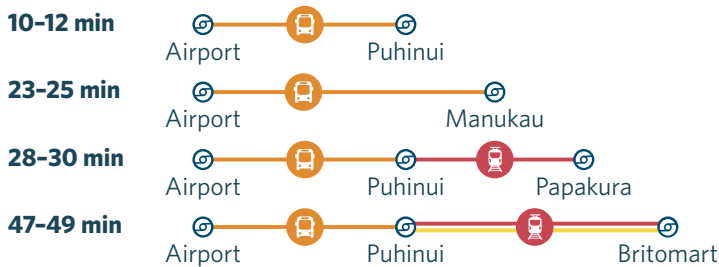 10–12 min
Airport Puhinui
23–25 min
Airport Manukau
28–30 min
Airport Puhinui Papakura
47–49 min
Airport Puhinui Britomart